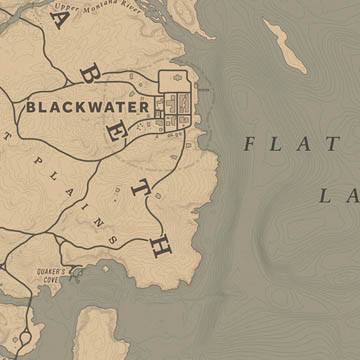 Upper Montana River
A B E T H
BLACKWATER
T PLAINS
FLAT
LA
QUAKER'S
COVE